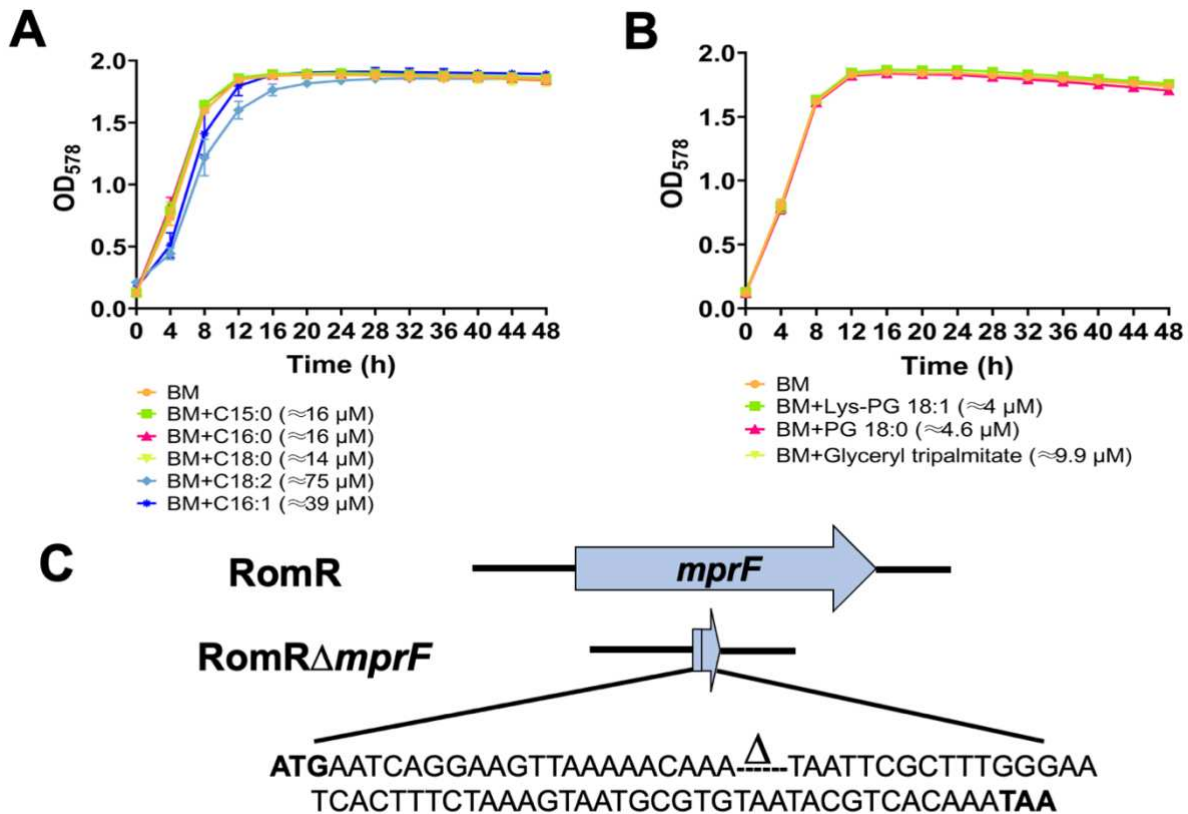 A
2.0
1.5
1.0
0.5
0.0
OD578
0 4 8 12 16 20 24 28 32 36 40 44 48
Time (h)
BM
BM+C15:0 (≈16 µM)
BM+C16:0 (≈16 µM)
BM+C18:0 (≈14 µM)
BM+C18:2 (≈75 µM)
BM+C16:1 (≈39 µM)
B
2.0
1.5
1.0
0.5
0.0
OD578
0 4 8 12 16 20 24 28 32 36 40 44 48
Time (h)
BM
BM+Lys-PG 18:1 (≈4 µM)
BM+PG 18:0 (≈4.6 µM)
BM+Glyceryl tripalmitate (≈9.9 µM)
C
RomR
mprF
RomRΔmprF
Δ
ATGAATCAGGAAGTTAAAAACAAA------TAATTCGCTTTGGGAA
TCACTTTCTAAAGTAATGCGTGTAATACGTCACAAATAA